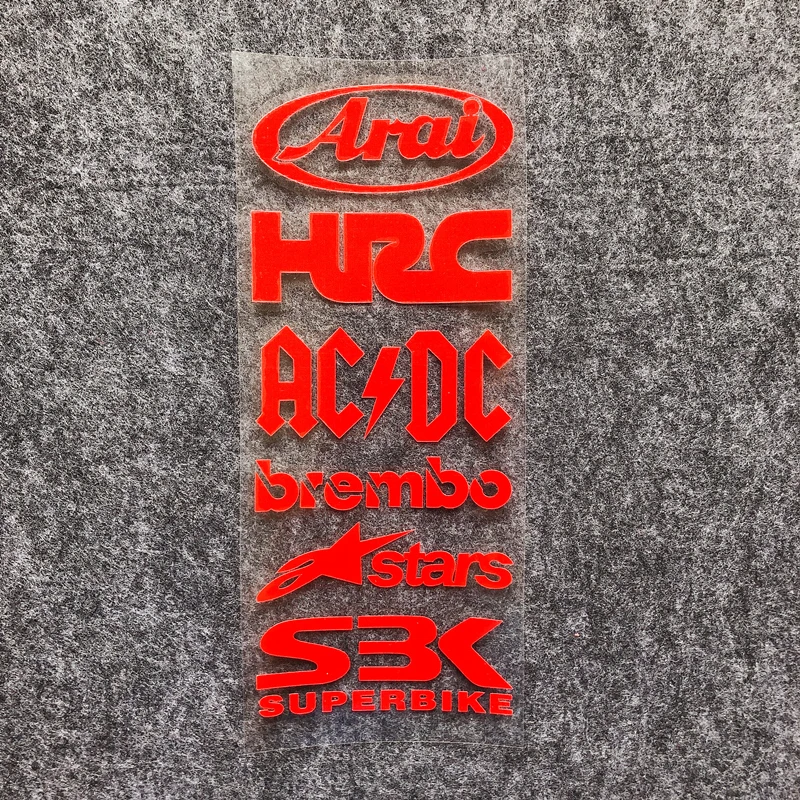 Arai
HRC
AC⚡DC
brembo
stars
SBK
SUPERBIKE